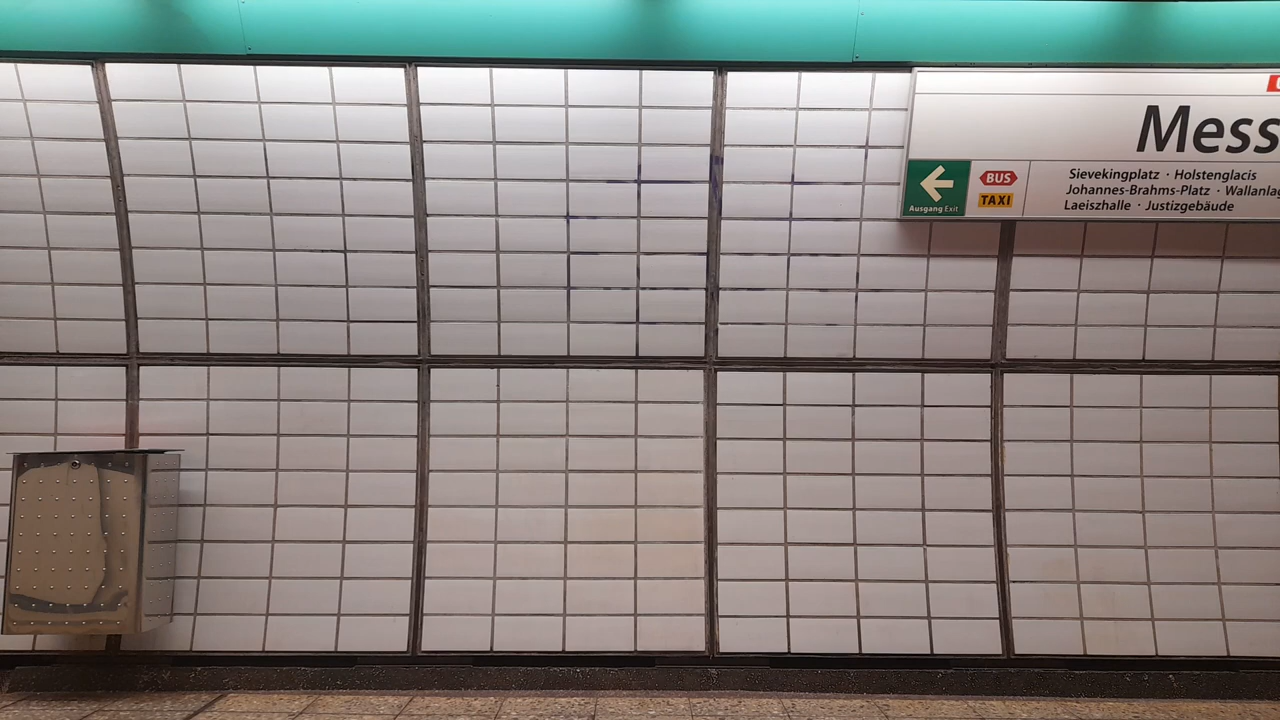 Mess
Ausgang Exit
BUS
TAXI
Sievekingplatz · Holstenglacis
Johannes-Brahms-Platz · Wallanlag
Laeiszhalle · Justizgebäude